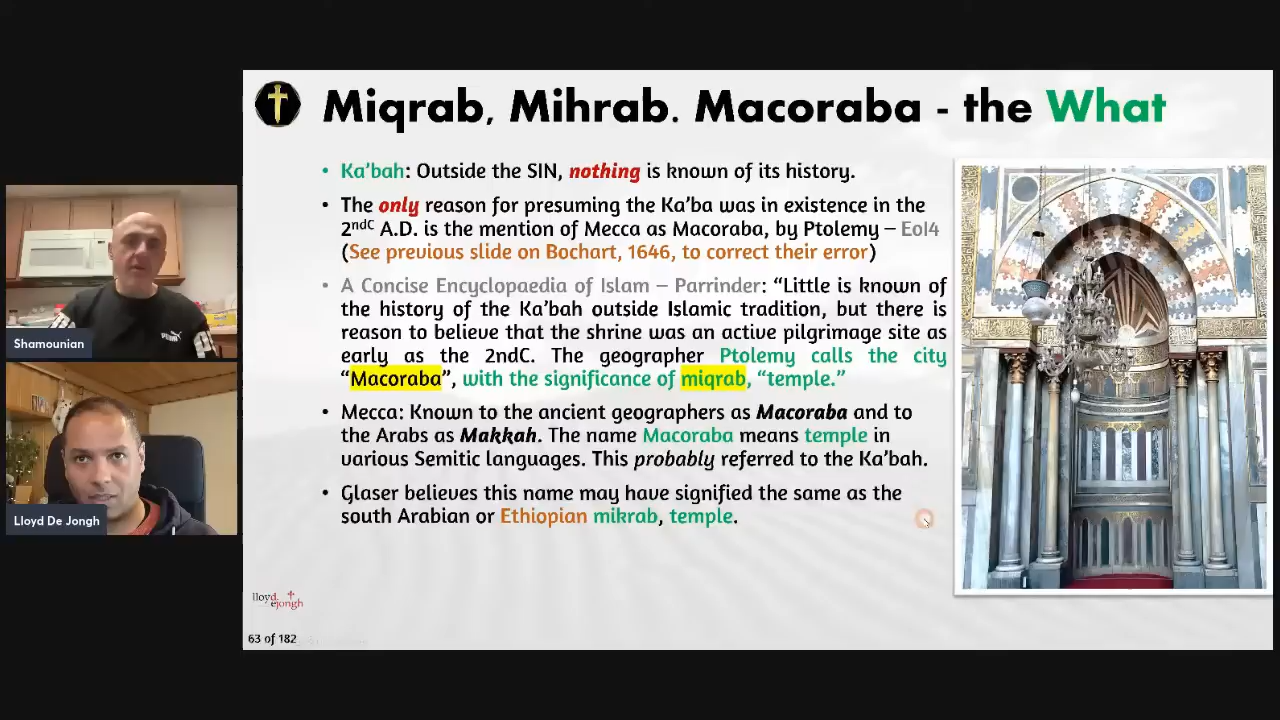 Miqrab, Mihrab. Macoraba - the What
• Ka'bah: Outside the SIN, nothing is known of its history.
• The only reason for presuming the Ka'ba was in existence in the
2ndC A.D. is the mention of Mecca as Macoraba, by Ptolemy – EoI4
(See previous slide on Bochart, 1646, to correct their error)
• A Concise Encyclopaedia of Islam – Parrinder: “Little is known of
the history of the Ka'bah outside Islamic tradition, but there is
reason to believe that the shrine was an active pilgrimage site as
early as the 2ndC. The geographer Ptolemy calls the city
“Macoraba”, with the significance of miqrab, “temple.”
• Mecca: Known to the ancient geographers as Macoraba and to
the Arabs as Makkah. The name Macoraba means temple in
various Semitic languages. This probably referred to the Ka'bah.
• Glaser believes this name may have signified the same as the
south Arabian or Ethiopian mikrab, temple.
Shamounian
Lloyd De Jongh
lloyd
dejongh
63 of 182